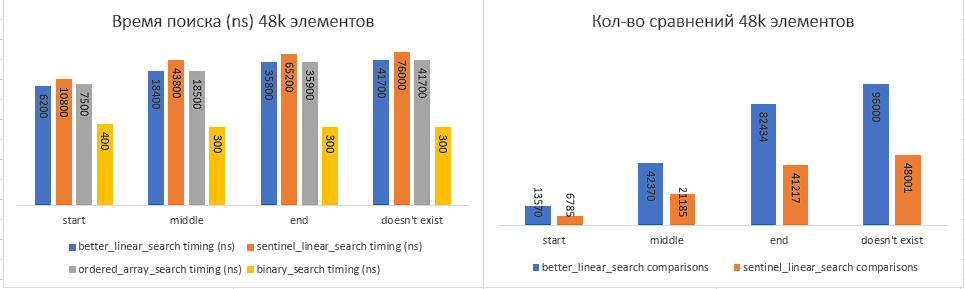 Время поиска (ns) 48k элементов
6200
10800
7500
400
18400
43800
18500
300
35800
65200
35900
300
41700
76000
41700
300
start
middle
end
doesn't exist
better_linear_search timing (ns)
sentinel_linear_search timing (ns)
ordered_array_search timing (ns)
binary_search timing (ns)
Кол-во сравнений 48k элементов
13570
6785
42370
21185
82434
41217
96000
48001
start
middle
end
doesn't exist
better_linear_search comparisons
sentinel_linear_search comparisons